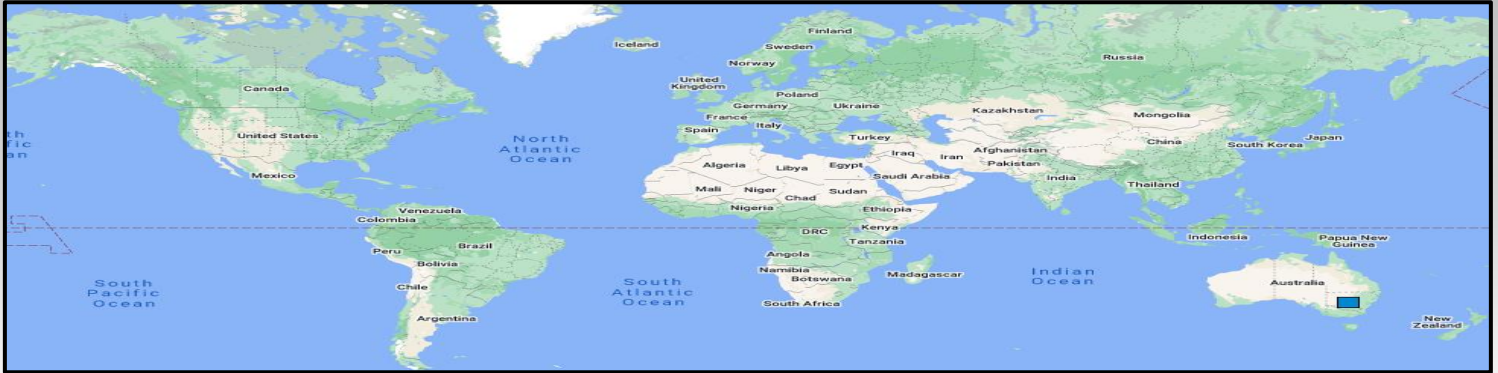 Iceland
Finland
Sweden
Norway
Russia
United
Kingdom
Canada
Poland
Germany
Ukraine
Kazakhstan
Mongolia
France
Italy
Spain
United States
North
Atlantic
Ocean
Turkey
Japan
China
South Korea
Afghanistan
Iraq
Iran
Pakistan
Algeria
Libya
Egypt
Saudi Arabia
India
Mexico
Thailand
Mali
Niger
Chad
Sudan
Nigeria
Ethiopia
Venezuela
Colombia
DRC
Kenya
Tanzania
Indonesia
Papua New
Guinea
Peru
Brazil
Bolivia
Angola
Namibia
Botswana
Madagascar
South
Pacific
Ocean
Chile
South
Atlantic
Ocean
Indian
Ocean
Australia
South Africa
Argentina
New
Zealand
th
fic
an